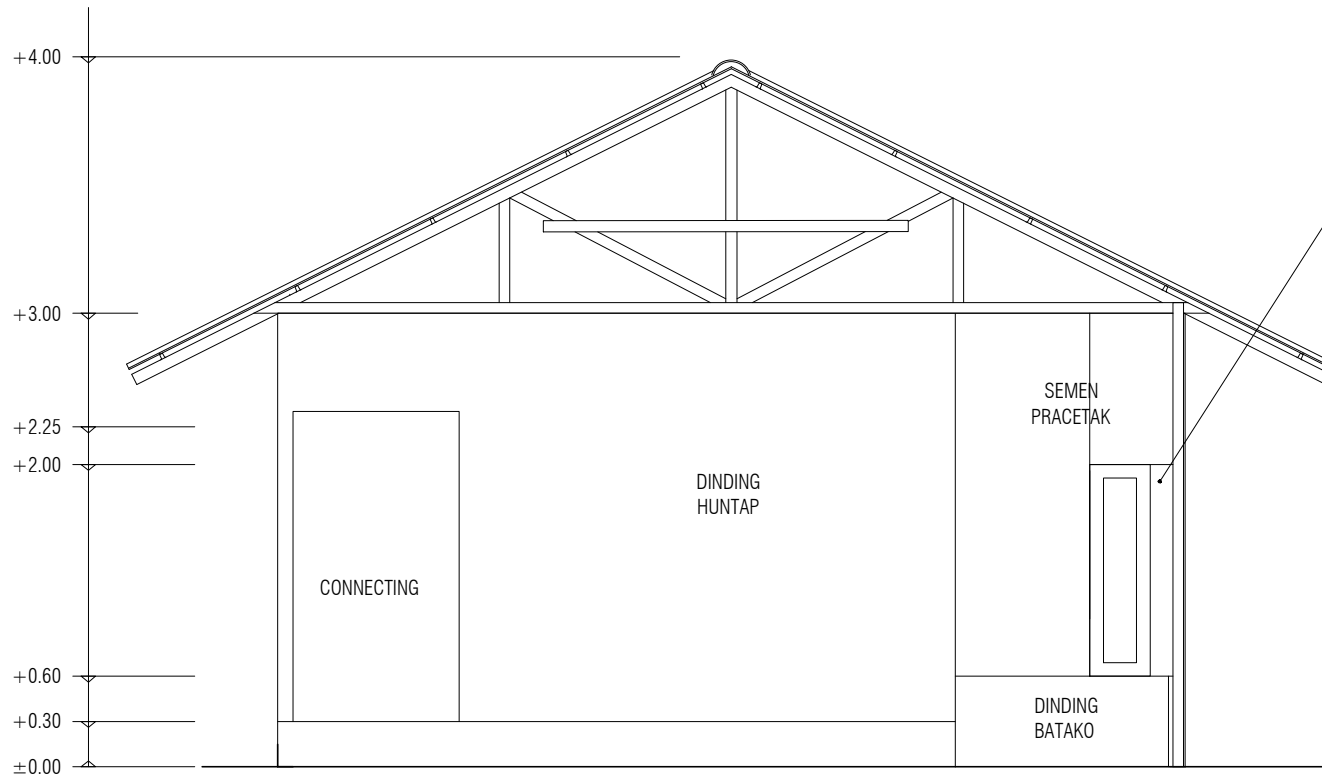 +4.00
+3.00
+2.25
+2.00
+0.60
+0.30
±0.00
CONNECTING
DINDING
HUNTAP
SEMEN
PRACETAK
DINDING
BATAKO